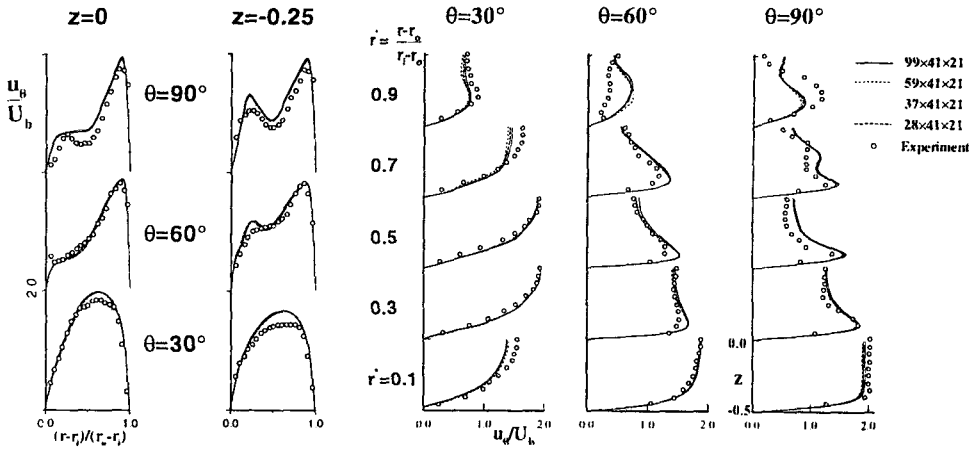 z=0
z=-0.25
θ=30°
θ=60°
θ=90°
r* = r-r_o / r_i-r_o
u_θ / U_b
θ=90°
θ=60°
θ=30°
2.0
0.0 1.0
(r-r_i)/(r_o-r_i)
0.0 1.0
0.9
0.7
0.5
0.3
r*=0.1
0.0 1.0 2.0
u_θ/U_b
0.0 1.0 2.0
0.0
z
-0.5
0.0 1.0 2.0
99×41×21
59×41×21
37×41×21
28×41×21
Experiment